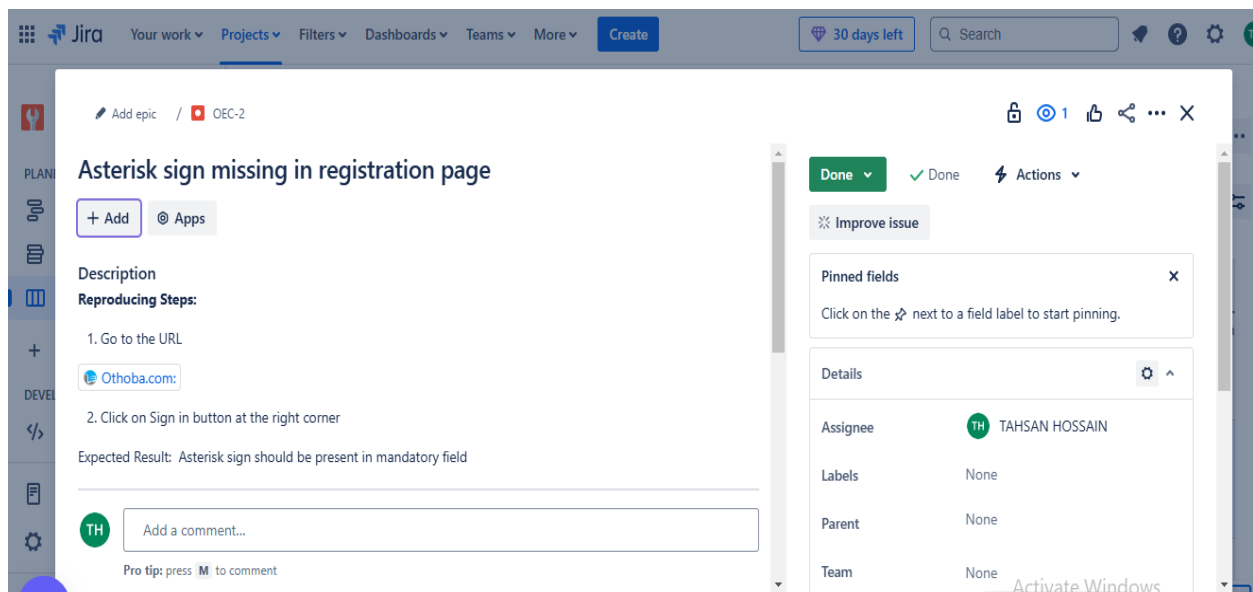 Jira Your work Projects Filters Dashboards Teams More Create 30 days left Search
Add epic / OEC-2 1
Asterisk sign missing in registration page
+ Add Apps
Description
Reproducing Steps:
1. Go to the URL
Othoba.com:
2. Click on Sign in button at the right corner
Expected Result: Asterisk sign should be present in mandatory field
TH Add a comment...
Pro tip: press M to comment
Done Done Actions
Improve issue
Pinned fields
Click on the next to a field label to start pinning.
Details
Assignee TH TAHSAN HOSSAIN
Labels None
Parent None
Team None
Activate Windows
PLANI
DEVEL